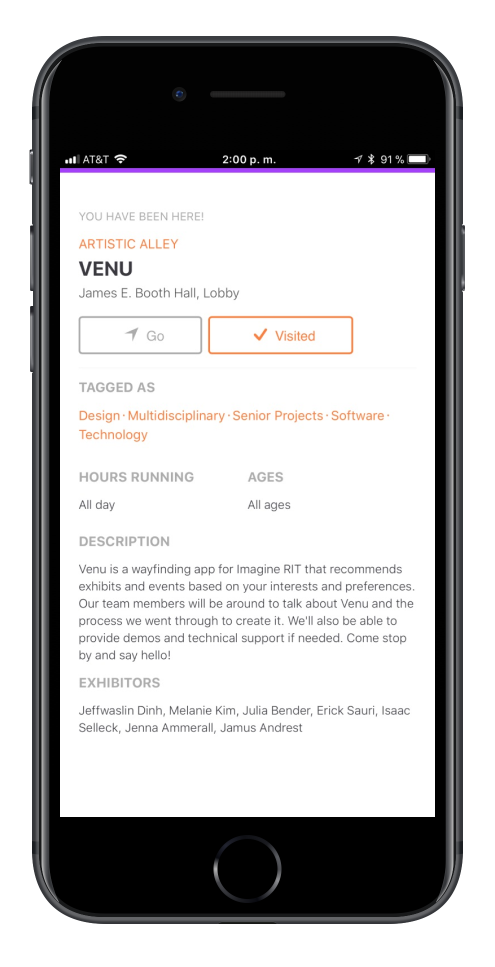 AT&T 2:00 p. m. 91 %
YOU HAVE BEEN HERE!
ARTISTIC ALLEY
VENU
James E. Booth Hall, Lobby
Go Visited
TAGGED AS
Design · Multidisciplinary · Senior Projects · Software ·
Technology
HOURS RUNNING AGES
All day All ages
DESCRIPTION
Venu is a wayfinding app for Imagine RIT that recommends
exhibits and events based on your interests and preferences.
Our team members will be around to talk about Venu and the
process we went through to create it. We'll also be able to
provide demos and technical support if needed. Come stop
by and say hello!
EXHIBITORS
Jeffwaslin Dinh, Melanie Kim, Julia Bender, Erick Sauri, Isaac
Selleck, Jenna Ammerall, Jamus Andrest